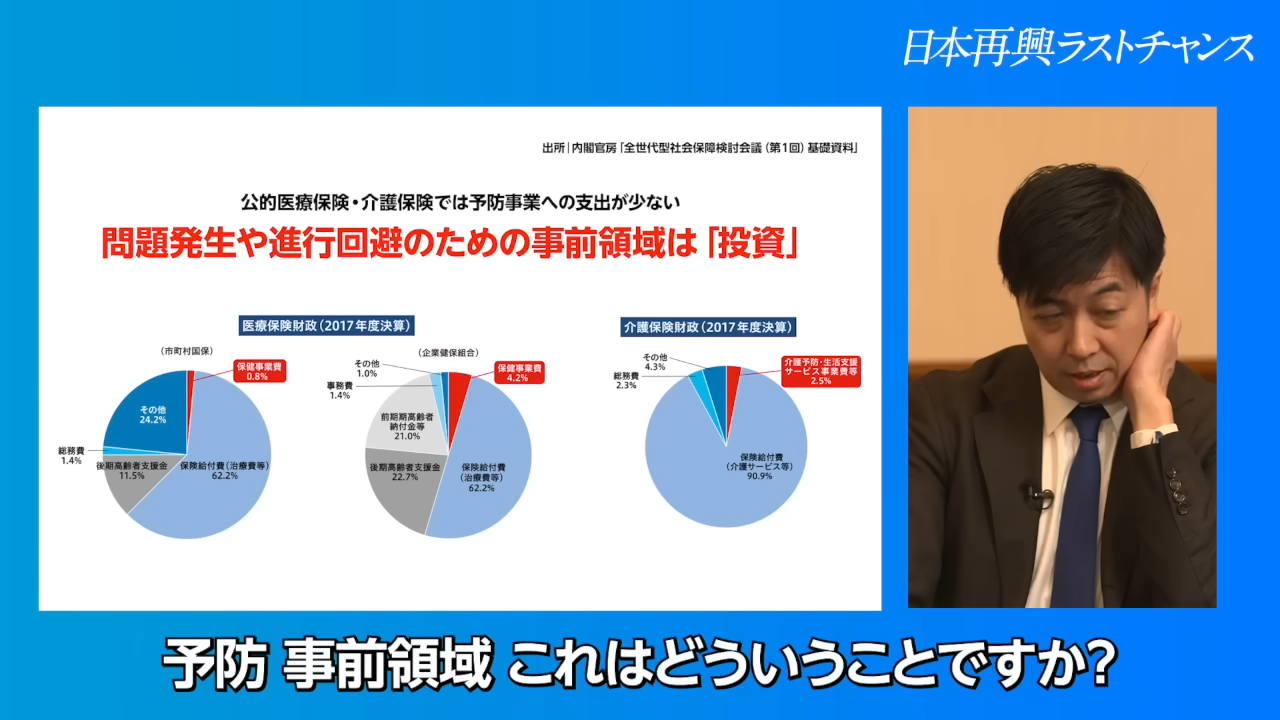 日本再興ラストチャンス
出所｜内閣官房「全世代型社会保障検討会議（第1回）基礎資料」
公的医療保険・介護保険では予防事業への支出が少ない
問題発生や進行回避のための事前領域は「投資」
医療保険財政（2017年度決算）
（市町村国保）
保健事業費
0.8%
その他
24.2%
総務費
1.4%
後期高齢者支援金
11.5%
保険給付費（治療費等）
62.2%
（企業健保組合）
その他
1.0%
保健事業費
4.2%
事務費
1.4%
前期期高齢者
納付金等
21.0%
後期高齢者支援金
22.7%
保険給付費
（治療費等）
62.2%
介護保険財政（2017年度決算）
その他
4.3%
介護予防・生活支援
サービス事業費等
2.5%
総務費
2.3%
保険給付費
（介護サービス等）
90.9%
予防 事前領域 これはどういうことですか?